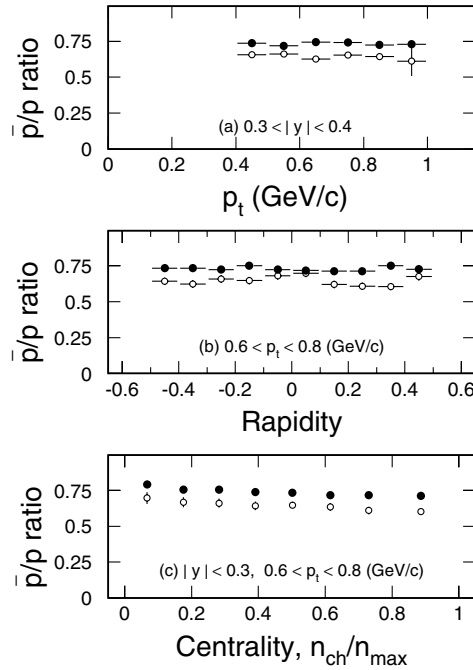 p̄/p ratio
0.75
0.5
0.25
0
(a) 0.3 < | y | < 0.4
0 0.2 0.4 0.6 0.8 1
p_t (GeV/c)
p̄/p ratio
0.75
0.5
0.25
0
(b) 0.6 < p_t < 0.8 (GeV/c)
-0.6 -0.4 -0.2 0 0.2 0.4 0.6
Rapidity
p̄/p ratio
0.75
0.5
0.25
0
(c) | y | < 0.3, 0.6 < p_t < 0.8 (GeV/c)
0 0.2 0.4 0.6 0.8 1
Centrality, n_ch/n_max